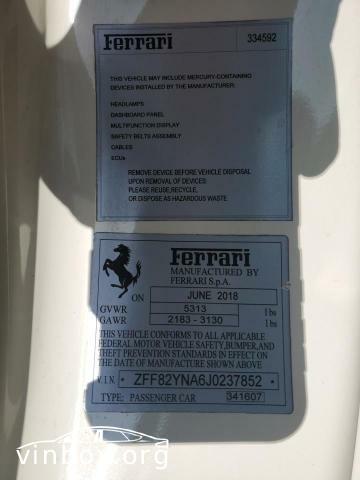 Ferrari
334592
THIS VEHICLE MAY INCLUDE MERCURY-CONTAINING
DEVICES INSTALLED BY THE MANUFACTURER:
HEADLAMPS
DASHBOARD PANEL
MULTIFUNCTION DISPLAY
SAFETY BELTS ASSEMBLY
CABLES
ECUs
REMOVE DEVICE BEFORE VEHICLE DISPOSAL
UPON REMOVAL OF DEVICES
PLEASE REUSE,RECYCLE,
OR DISPOSE AS HAZARDOUS WASTE
Ferrari
MANUFACTURED BY
FERRARI S.p.A.
ON JUNE 2018
GVWR 5313 lbs
GAWR 2183 - 3130 lbs
THIS VEHICLE CONFORMS TO ALL APPLICABLE
FEDERAL MOTOR VEHICLE SAFETY,BUMPER,AND
THEFT PREVENTION STANDARDS IN EFFECT ON
THE DATE OF MANUFACTURE SHOWN ABOVE
V.I.N. * ZFF82YNA6J0237852 *
TYPE: PASSENGER CAR 341607
vinbox.org